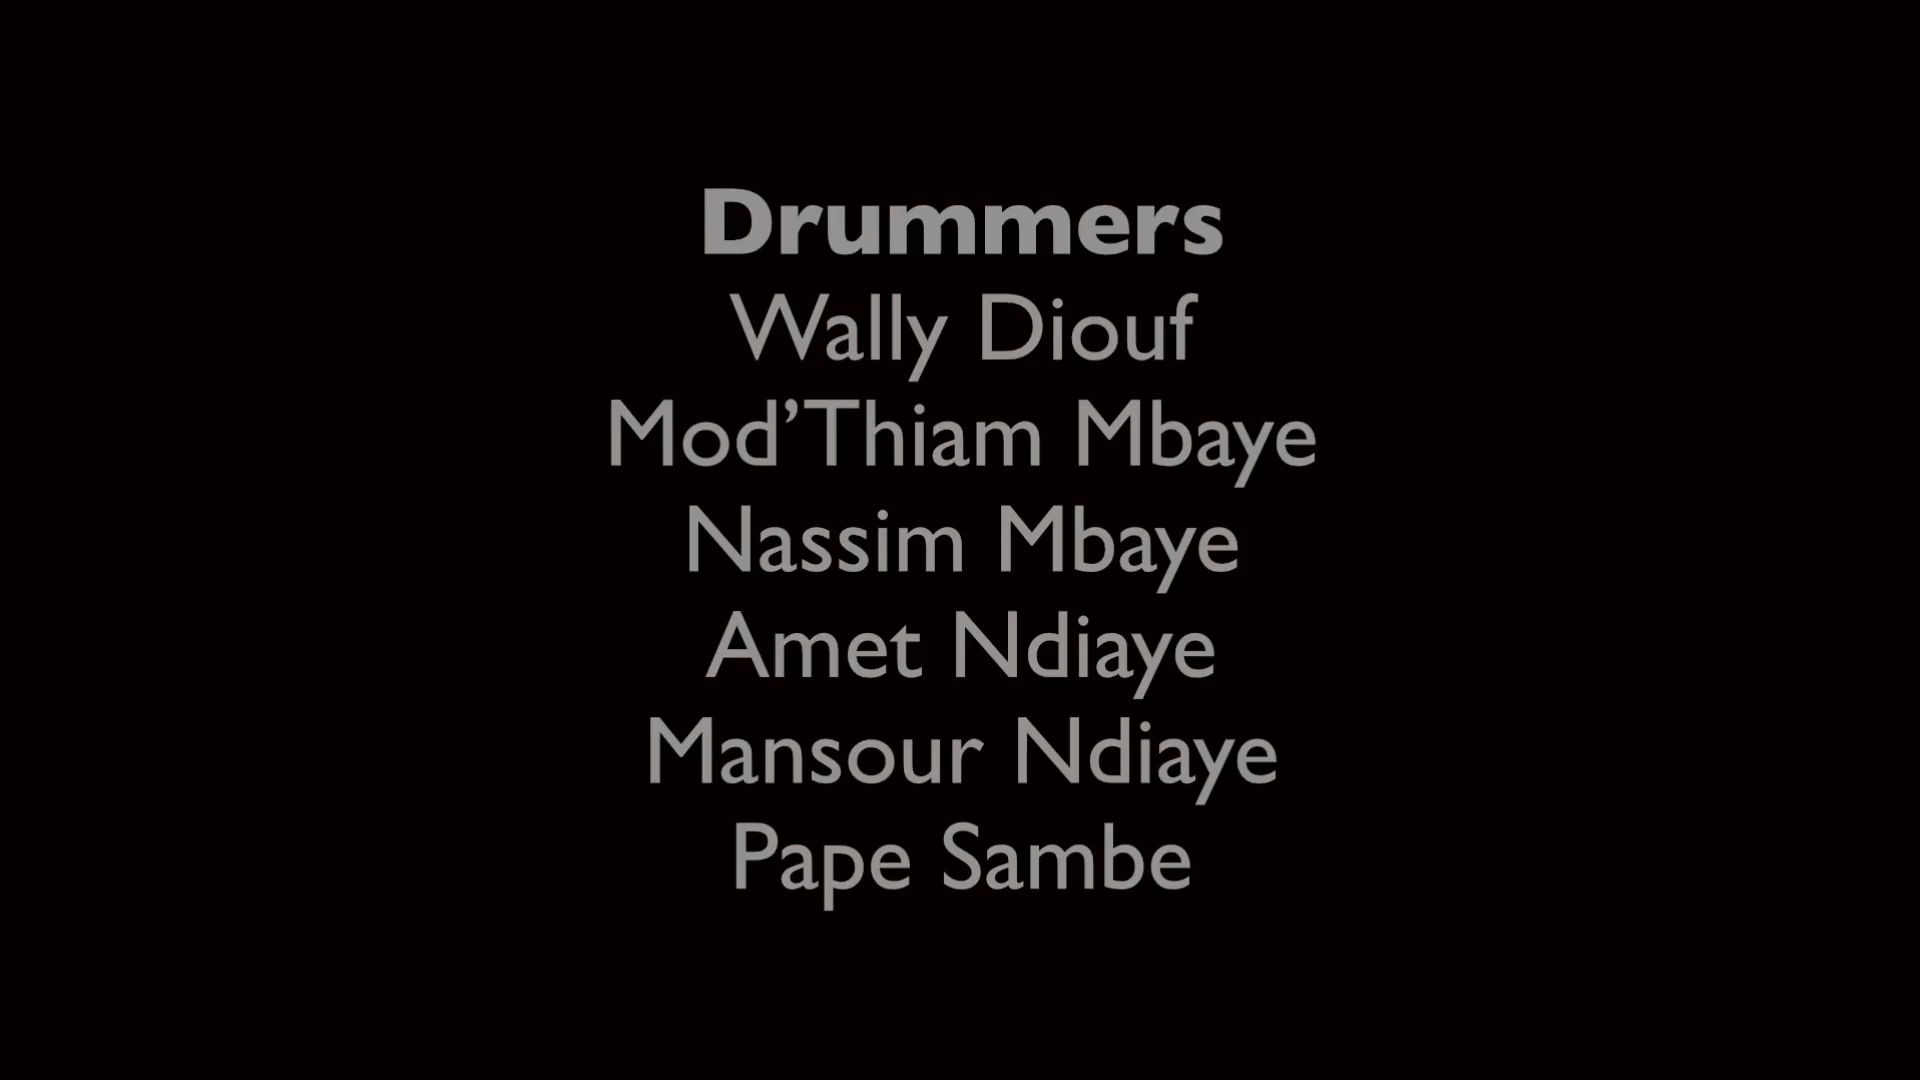 Drummers
Wally Diouf
Mod’Thiam Mbaye
Nassim Mbaye
Amet Ndiaye
Mansour Ndiaye
Pape Sambe